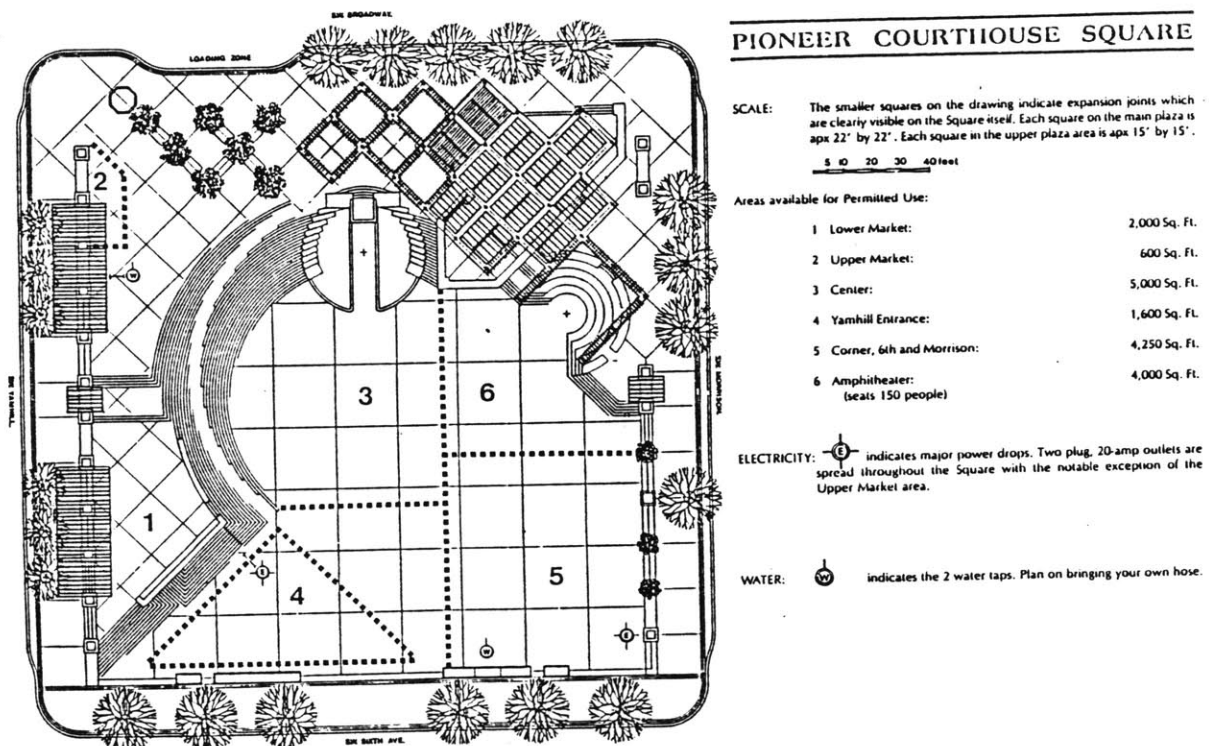 SW BROADWAY
LOADING ZONE
PIONEER COURTHOUSE SQUARE
SCALE: The smaller squares on the drawing indicate expansion joints which
are clearly visible on the Square itself. Each square on the main plaza is
apx 22' by 22'. Each square in the upper plaza area is apx 15' by 15'.
5 10 20 30 40 feet
Areas available for Permitted Use:
1 Lower Market: 2,000 Sq. Ft.
2 Upper Market: 600 Sq. Ft.
3 Center: 5,000 Sq. Ft.
4 Yamhill Entrance: 1,600 Sq. Ft.
5 Corner, 6th and Morrison: 4,250 Sq. Ft.
6 Amphitheater: 4,000 Sq. Ft.
(seats 150 people)
ELECTRICITY: E indicates major power drops. Two plug, 20-amp outlets are
spread throughout the Square with the notable exception of the
Upper Market area.
WATER: W indicates the 2 water taps. Plan on bringing your own hose.
2
W
SW YAMHILL
3
6
SW MORRISON
1
E
4
5
W
E
SW SIXTH AVE.